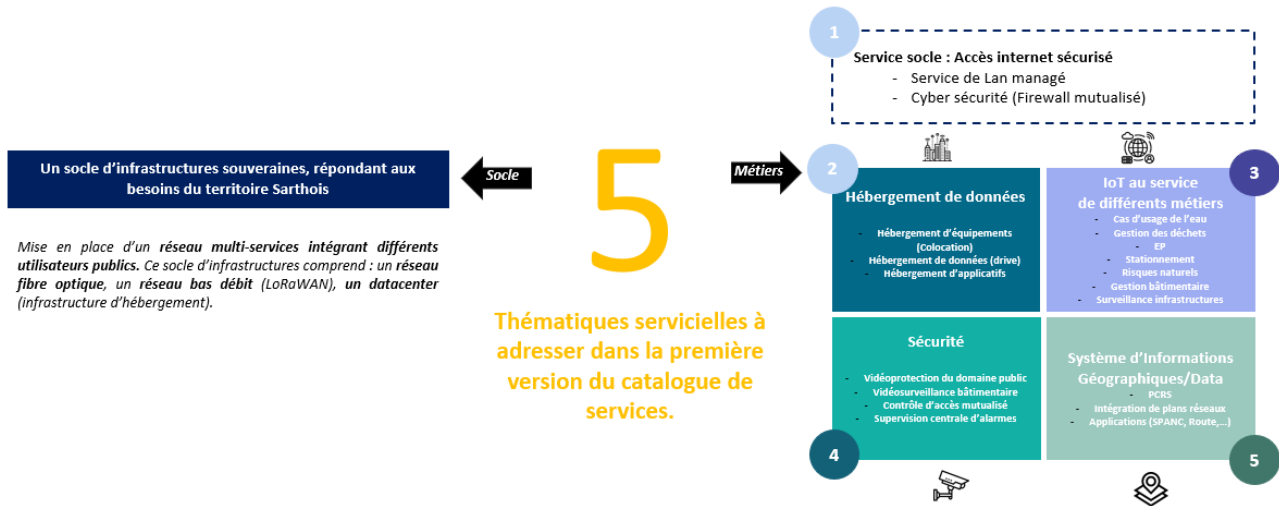 Un socle d’infrastructures souveraines, répondant aux
besoins du territoire Sarthois
Mise en place d’un réseau multi-services intégrant différents
utilisateurs publics. Ce socle d’infrastructures comprend : un réseau
fibre optique, un réseau bas débit (LoRaWAN), un datacenter
(infrastructure d’hébergement).
Socle
5
Métiers
Thématiques servicielles à
adresser dans la première
version du catalogue de
services.
1
Service socle : Accès internet sécurisé
- Service de Lan managé
- Cyber sécurité (Firewall mutualisé)
2
Hébergement de données
- Hébergement d’équipements
(Colocation)
- Hébergement de données (drive)
- Hébergement d’applicatifs
3
IoT au service
de différents métiers
- Cas d’usage de l’eau
- Gestion des déchets
- EP
- Stationnement
- Risques naturels
- Gestion bâtimentaire
- Surveillance infrastructures
Sécurité
- Vidéoprotection du domaine public
- Vidéosurveillance bâtimentaire
- Contrôle d’accès mutualisé
- Supervision centrale d’alarmes
4
Système d’Informations
Géographiques/Data
- PCRS
- Intégration de plans réseaux
- Applications (SPANC, Route,…)
5